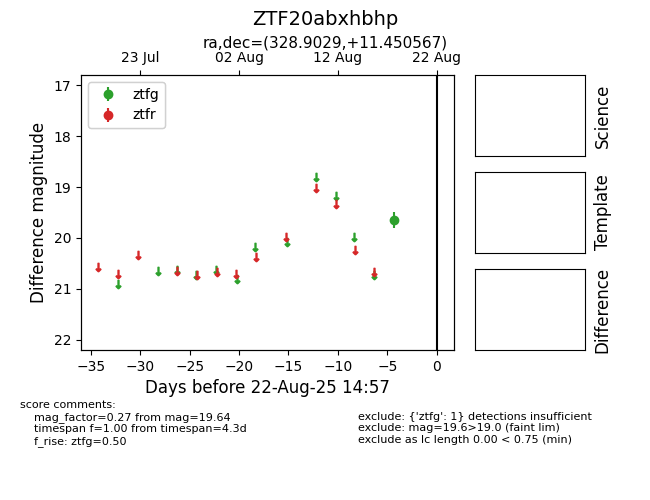 ZTF20abxhbhp
ra,dec=(328.9029,+11.450567)
23 Jul 02 Aug 12 Aug 22 Aug
ztfg
ztfr
17
18
19
20
21
22
Difference magnitude
−35 −30 −25 −20 −15 −10 −5 0
Days before 22-Aug-25 14:57
Science
Template
Difference
score comments:
mag_factor=0.27 from mag=19.64
timespan f=1.00 from timespan=4.3d
f_rise: ztfg=0.50
exclude: {'ztfg': 1} detections insufficient
exclude: mag=19.6>19.0 (faint lim)
exclude as lc length 0.00 < 0.75 (min)